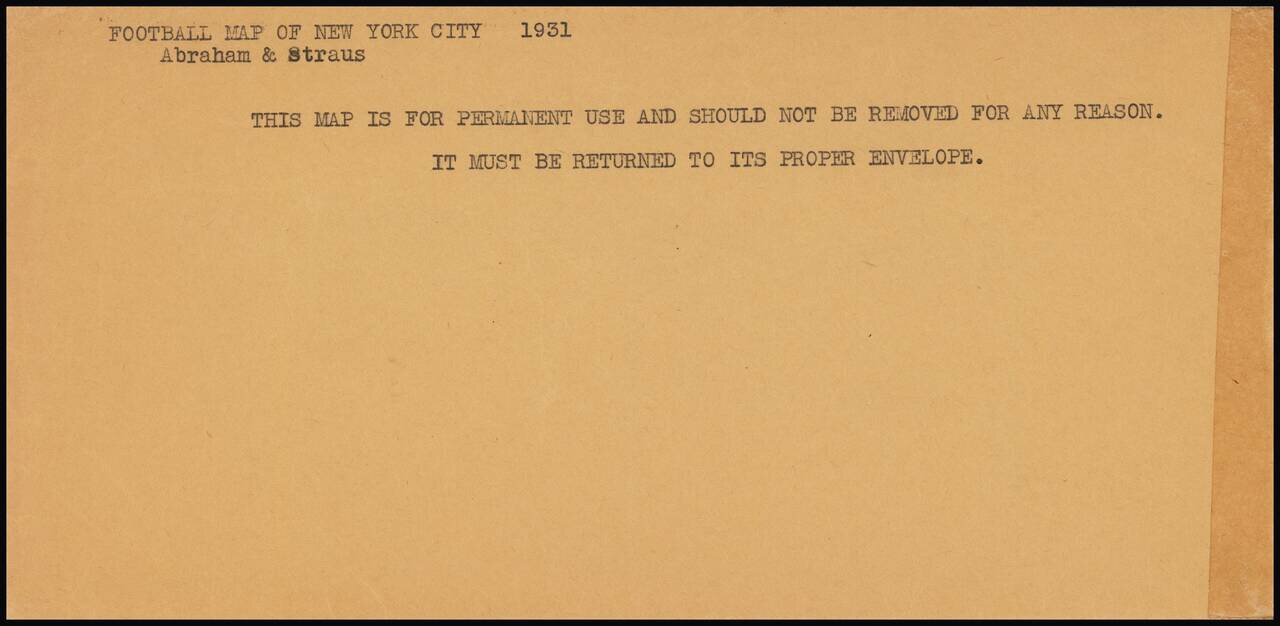 FOOTBALL MAP OF NEW YORK CITY 1931
Abraham & Straus
THIS MAP IS FOR PERMANENT USE AND SHOULD NOT BE REMOVED FOR ANY REASON.
IT MUST BE RETURNED TO ITS PROPER ENVELOPE.